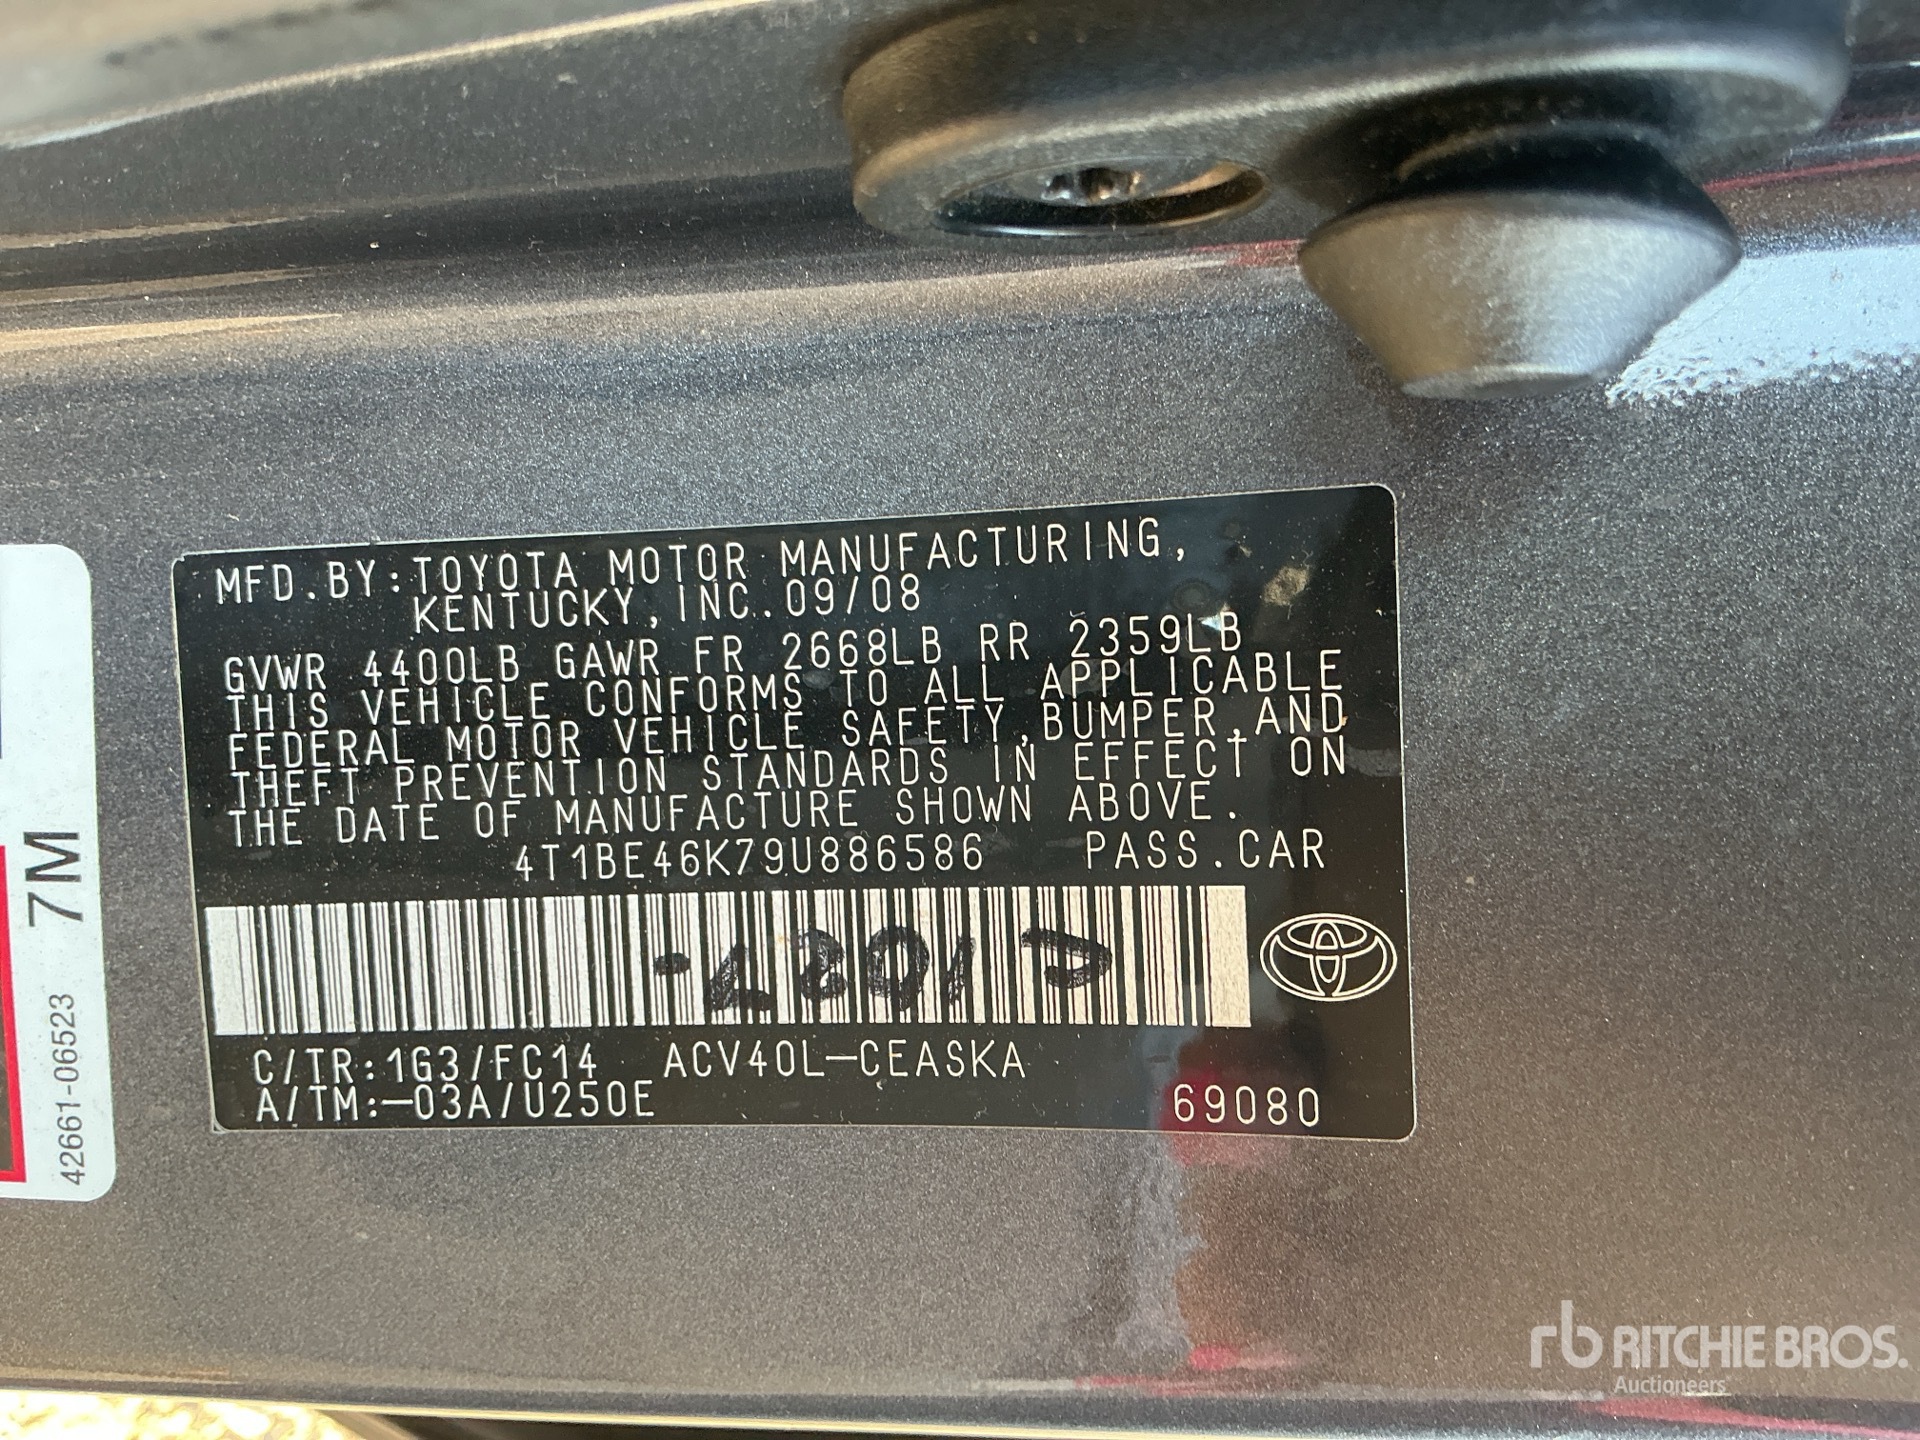 MFD.BY:TOYOTA MOTOR MANUFACTURING,
KENTUCKY,INC. 09/08
GVWR 4400LB GAWR FR 2668LB RR 2359LB
THIS VEHICLE CONFORMS TO ALL APPLICABLE
FEDERAL MOTOR VEHICLE SAFETY,BUMPER,AND
THEFT PREVENTION STANDARDS IN EFFECT ON
THE DATE OF MANUFACTURE SHOWN ABOVE.
4T1BE46K79U886586 PASS.CAR
C/TR:1G3/FC14 ACV40L-CEASKA
A/TM:-03A/U250E
69080
7M
42661-06523
rb RITCHIE BROS.
Auctioneers